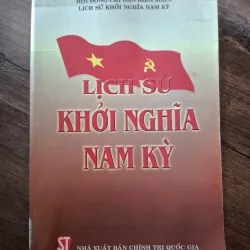 HỘI ĐỒNG CHỈ ĐẠO BIÊN SOẠN
LỊCH SỬ KHỞI NGHĨA NAM KỲ
LỊCH SỬ
KHỞI NGHĨA
NAM KỲ
ST
NHÀ XUẤT BẢN CHÍNH TRỊ QUỐC GIA